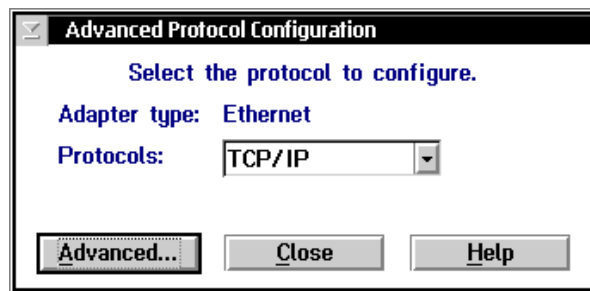 Advanced Protocol Configuration
Select the protocol to configure.
Adapter type: Ethernet
Protocols: TCP/IP
Advanced... Close Help